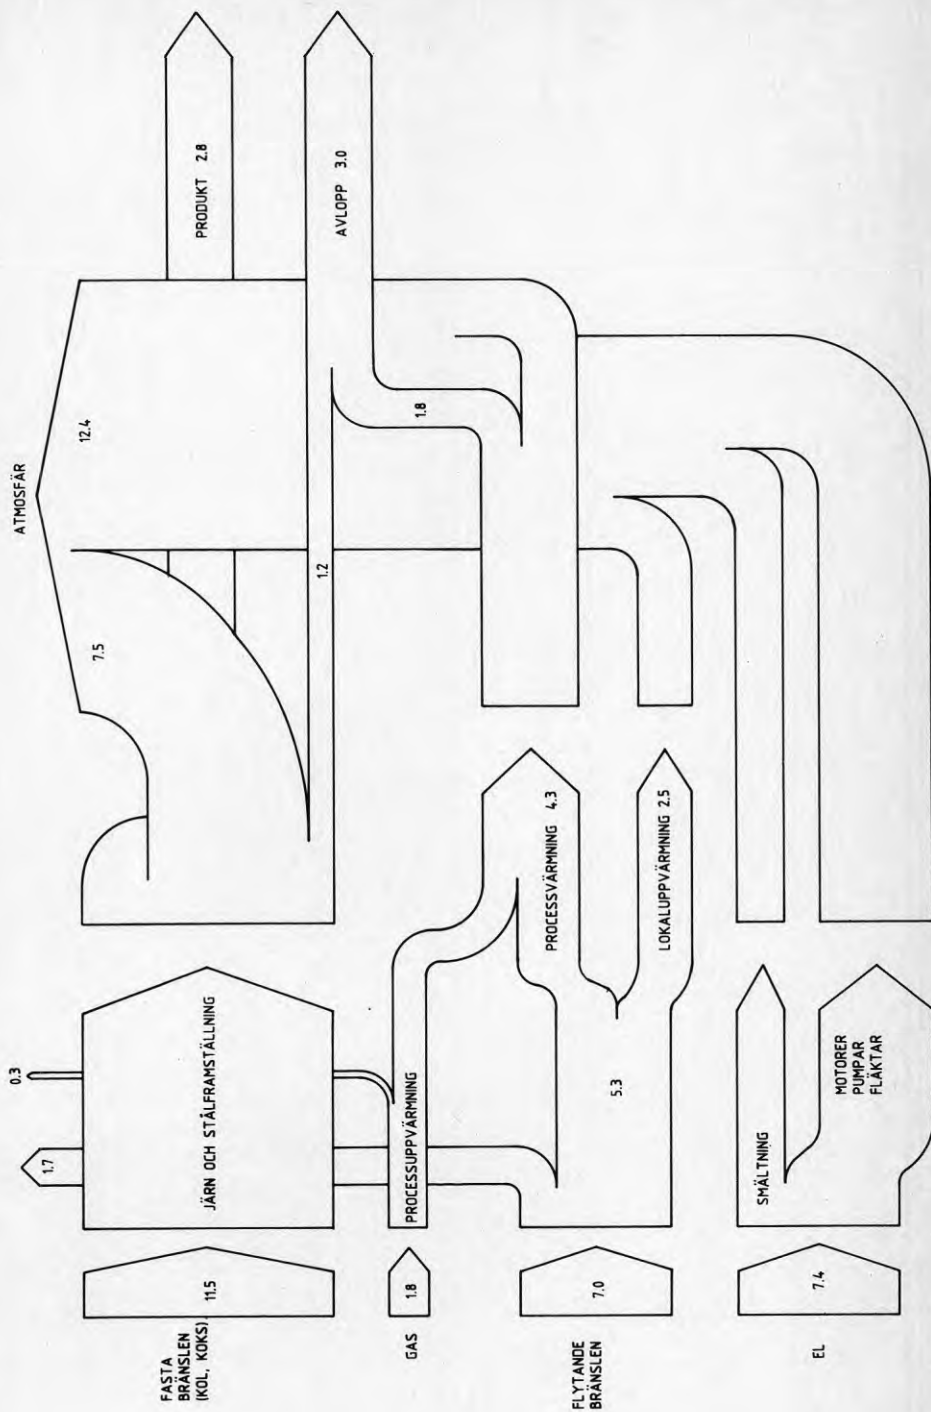 FASTA
BRÄNSLEN
(KOL, KOKS)
11.5
GAS
1.8
FLYTANDE
BRÄNSLEN
7.0
EL
7.4
1.7
0.3
JÄRN OCH STÅLFRAMSTÄLLNING
PROCESSUPPVÄRMNING
5.3
PROCESSVÄRMNING 4.3
LOKALUPPVÄRMNING 2.5
SMÄLTNING
MOTORER
PUMPAR
FLÄKTAR
ATMOSFÄR
7.5
12.4
1.2
1.8
PRODUKT 2.8
AVLOPP 3.0